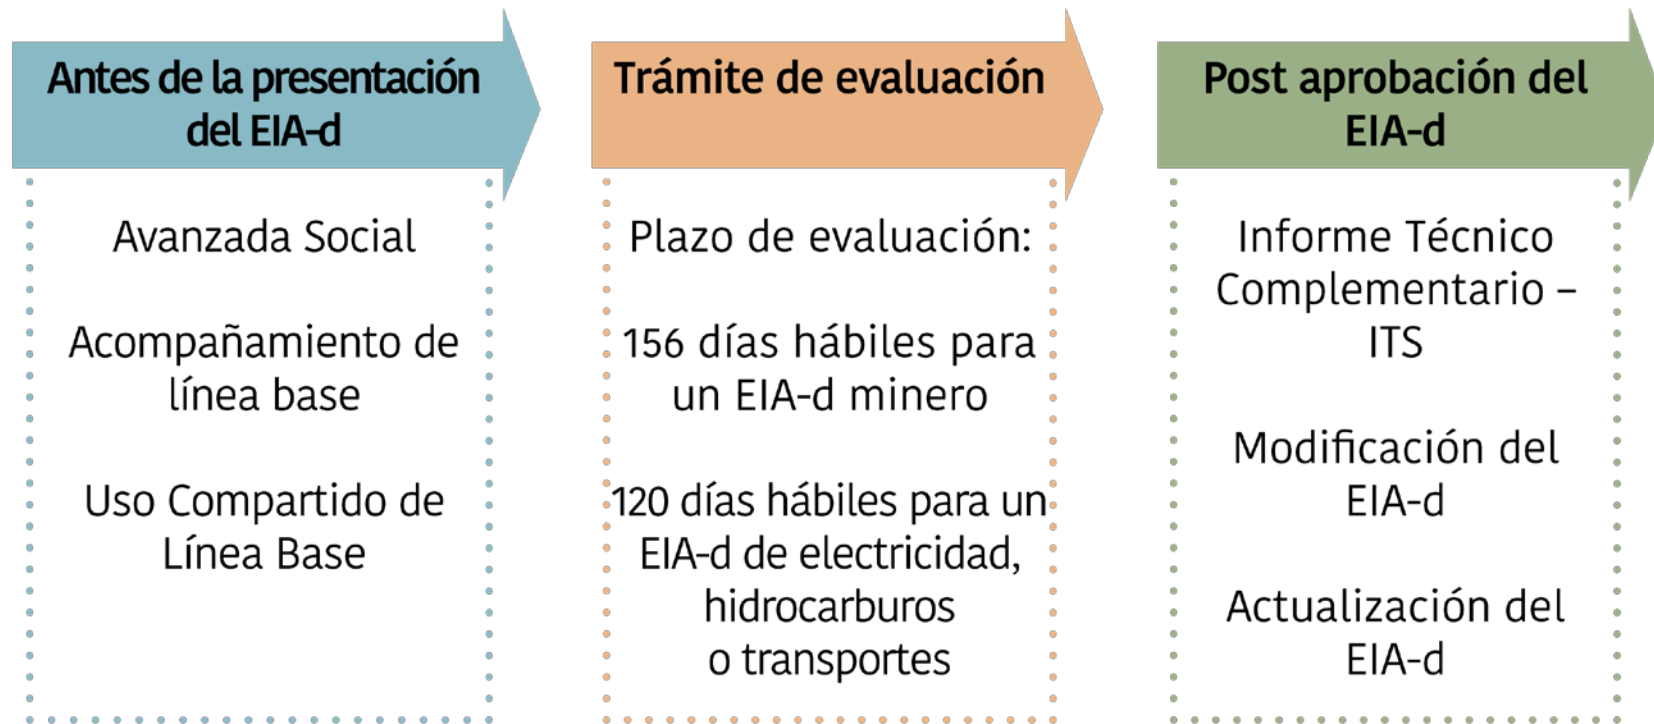 Antes de la presentación
del EIA-d
Avanzada Social
Acompañamiento de
línea base
Uso Compartido de
Línea Base
Trámite de evaluación
Plazo de evaluación:
156 días hábiles para
un EIA-d minero
120 días hábiles para un
EIA-d de electricidad,
hidrocarburos
o transportes
Post aprobación del
EIA-d
Informe Técnico
Complementario –
ITS
Modificación del
EIA-d
Actualización del
EIA-d